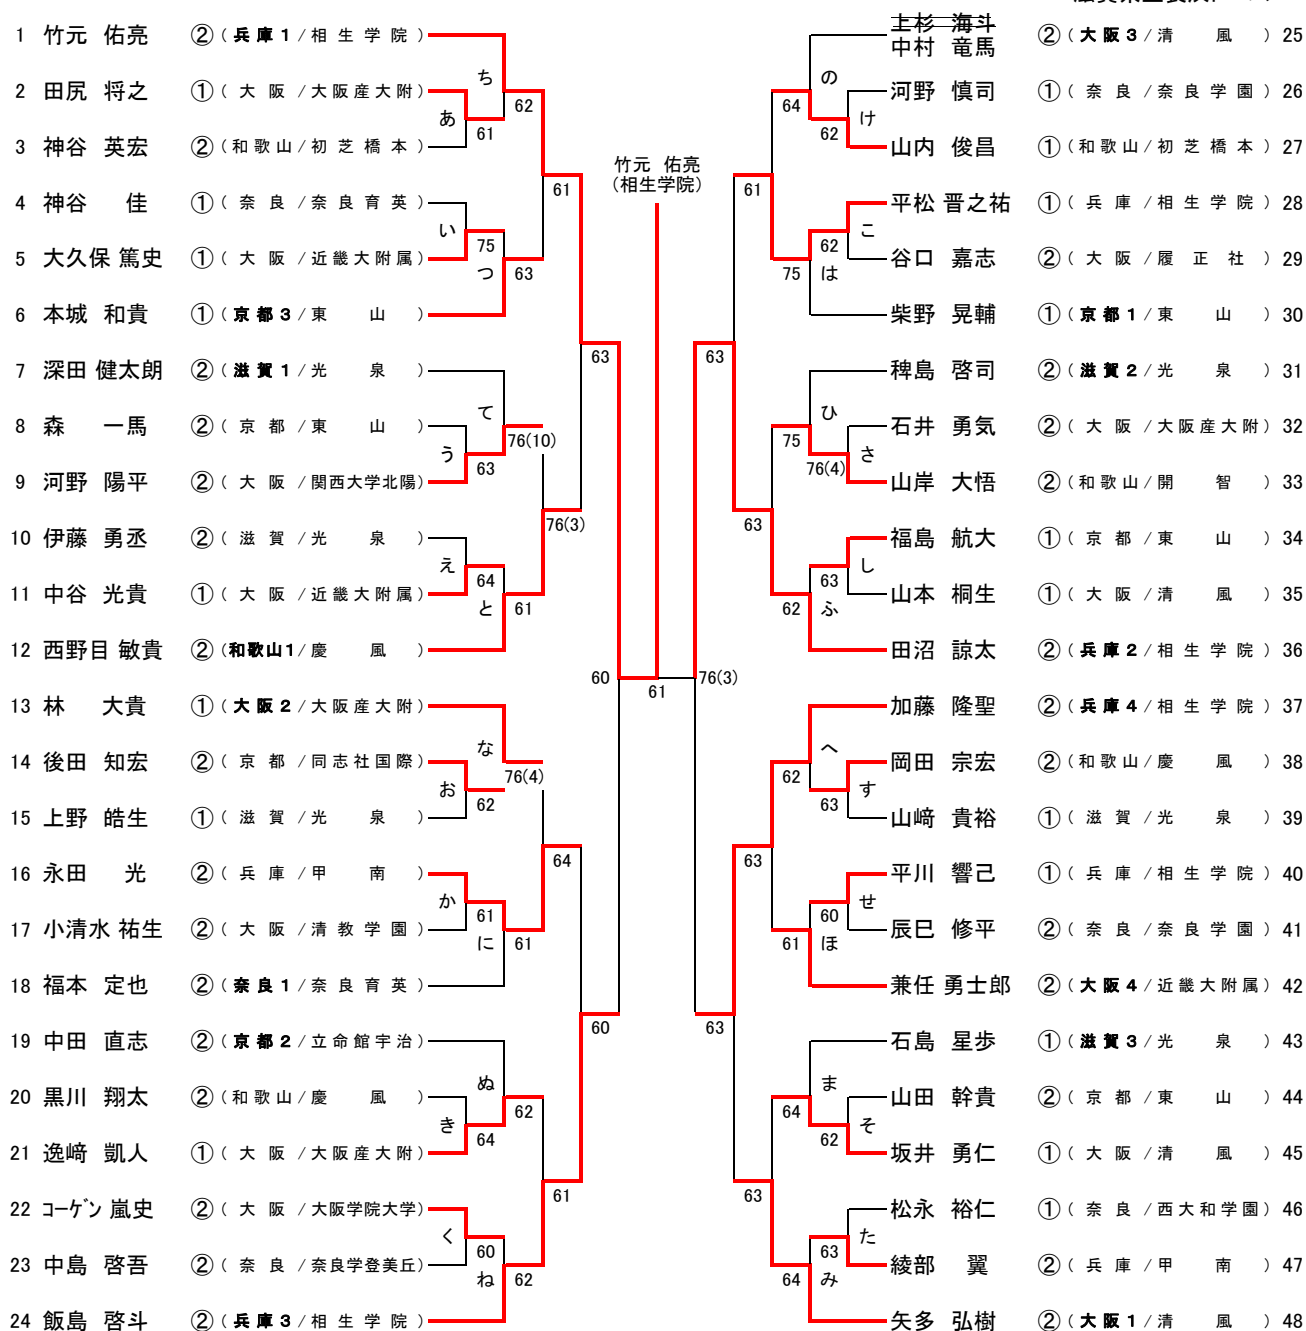 1 竹元 佑亮 ②(兵庫1/相生学院)
ち
2 田尻 将之 ①(大阪/大阪産大附)
62
あ
61
3 神谷 英宏 ②(和歌山/初芝橋本)
61
4 神谷 佳 ①(奈良/奈良育英)
い
75
5 大久保 篤史 ①(大阪/近畿大附属)
つ
63
6 本城 和貴 ①(京都3/東山)
63
7 深田 健太朗 ②(滋賀1/光泉)
て
8 森 一馬 ②(京都/東山)
76(10)
う
63
9 河野 陽平 ②(大阪/関西大学北陽)
76(3)
10 伊藤 勇丞 ②(滋賀/光泉)
え
64
11 中谷 光貴 ①(大阪/近畿大附属)
と
61
12 西野目 敏貴 ②(和歌山1/慶風)
60
13 林 大貴 ①(大阪2/大阪産大附)
な
14 後田 知宏 ②(京都/同志社国際)
76(4)
お
62
15 上野 皓生 ①(滋賀/光泉)
64
16 永田 光 ②(兵庫/甲南)
か
61
17 小清水 祐生 ②(大阪/清教学園)
に
61
18 福本 定也 ②(奈良1/奈良育英)
60
19 中田 直志 ②(京都2/立命館宇治)
ぬ
20 黒川 翔太 ②(和歌山/慶風)
62
き
64
21 逸﨑 凱人 ①(大阪/大阪産大附)
61
22 コーゲン 嵐史 ②(大阪/大阪学院大学)
く
60
23 中島 啓吾 ②(奈良/奈良学登美丘)
ね
62
24 飯島 啓斗 ②(兵庫3/相生学院)
竹元 佑亮
(相生学院)
61
上杉 海斗
中村 竜馬 ②(大阪3/清風) 25
の
河野 慎司 ①(奈良/奈良学園) 26
64
け
62
山内 俊昌 ①(和歌山/初芝橋本) 27
61
平松 晋之祐 ①(兵庫/相生学院) 28
こ
62
谷口 嘉志 ②(大阪/履正社) 29
は
75
柴野 晃輔 ①(京都1/東山) 30
63
稗島 啓司 ②(滋賀2/光泉) 31
ひ
石井 勇気 ②(大阪/大阪産大附) 32
75
さ
76(4)
山岸 大悟 ②(和歌山/開智) 33
63
福島 航大 ①(京都/東山) 34
し
63
山本 桐生 ①(大阪/清風) 35
ふ
62
田沼 諒太 ②(兵庫2/相生学院) 36
76(3)
加藤 隆聖 ②(兵庫4/相生学院) 37
へ
岡田 宗宏 ②(和歌山/慶風) 38
62
す
63
山﨑 貴裕 ①(滋賀/光泉) 39
63
平川 響己 ①(兵庫/相生学院) 40
せ
60
辰巳 修平 ②(奈良/奈良学園) 41
ほ
61
兼任 勇士郎 ②(大阪4/近畿大附属) 42
63
石島 星歩 ①(滋賀3/光泉) 43
ま
山田 幹貴 ②(京都/東山) 44
64
そ
62
坂井 勇仁 ①(大阪/清風) 45
63
松永 裕仁 ①(奈良/西大和学園) 46
た
63
綾部 翼 ②(兵庫/甲南) 47
み
64
矢多 弘樹 ②(大阪1/清風) 48